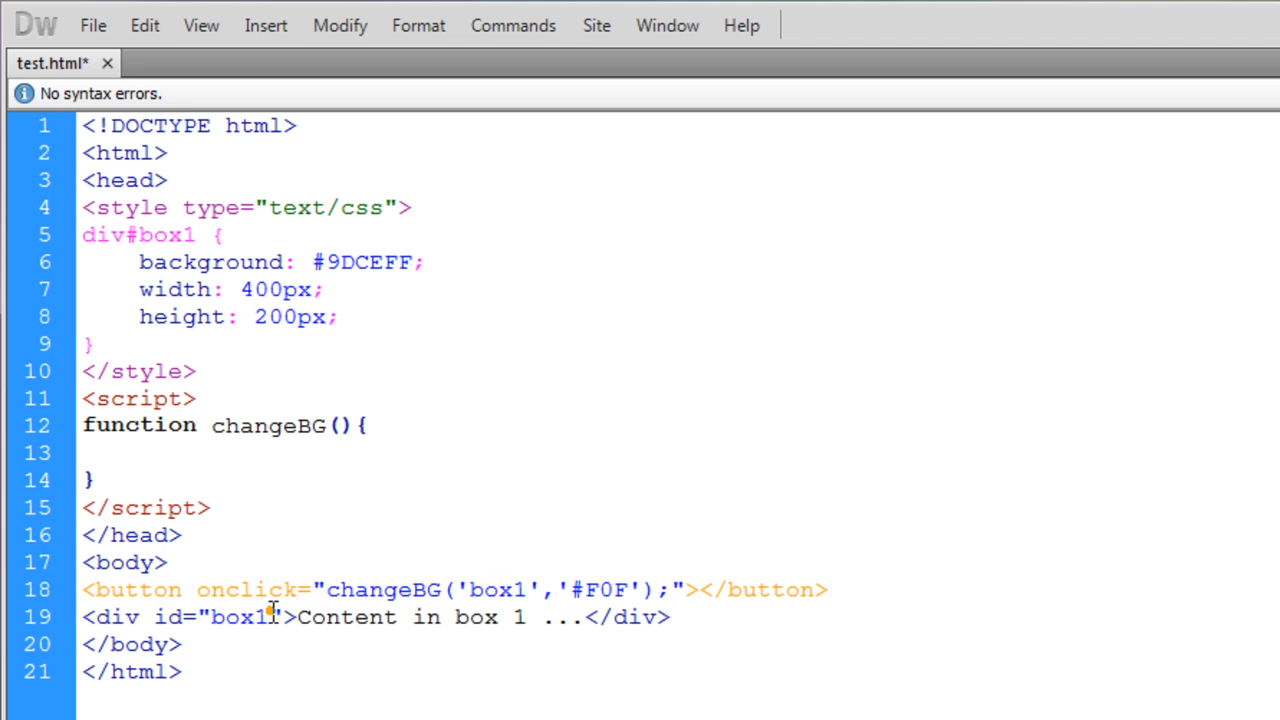 Dw File Edit View Insert Modify Format Commands Site Window Help
test.html* ×
No syntax errors.
1 <!DOCTYPE html>
2 <html>
3 <head>
4 <style type="text/css">
5 div#box1 {
6     background: #9DCEFF;
7     width: 400px;
8     height: 200px;
9 }
10 </style>
11 <script>
12 function changeBG(){
13
14 }
15 </script>
16 </head>
17 <body>
18 <button onclick="changeBG('box1','#F0F');"></button>
19 <div id="box1">Content in box 1 ...</div>
20 </body>
21 </html>